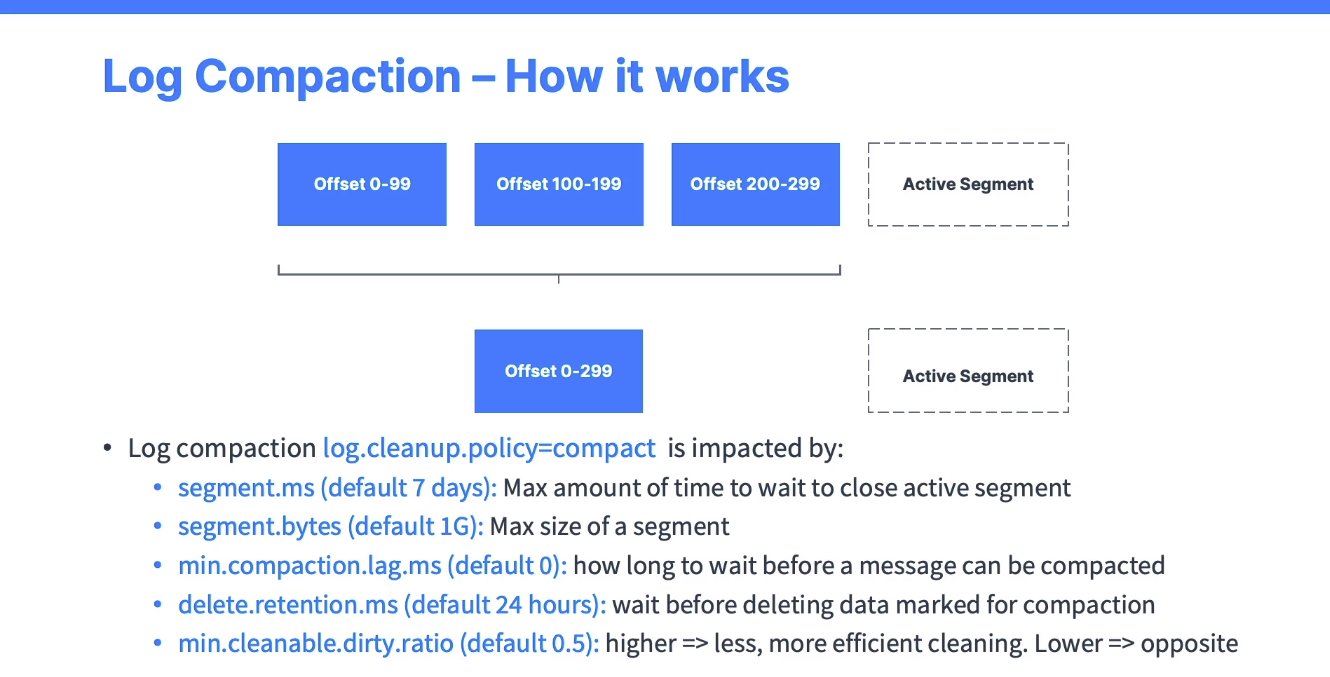 Log Compaction – How it works
Offset 0-99
Offset 100-199
Offset 200-299
Active Segment
Offset 0-299
Active Segment
• Log compaction log.cleanup.policy=compact is impacted by:
• segment.ms (default 7 days): Max amount of time to wait to close active segment
• segment.bytes (default 1G): Max size of a segment
• min.compaction.lag.ms (default 0): how long to wait before a message can be compacted
• delete.retention.ms (default 24 hours): wait before deleting data marked for compaction
• min.cleanable.dirty.ratio (default 0.5): higher => less, more efficient cleaning. Lower => opposite